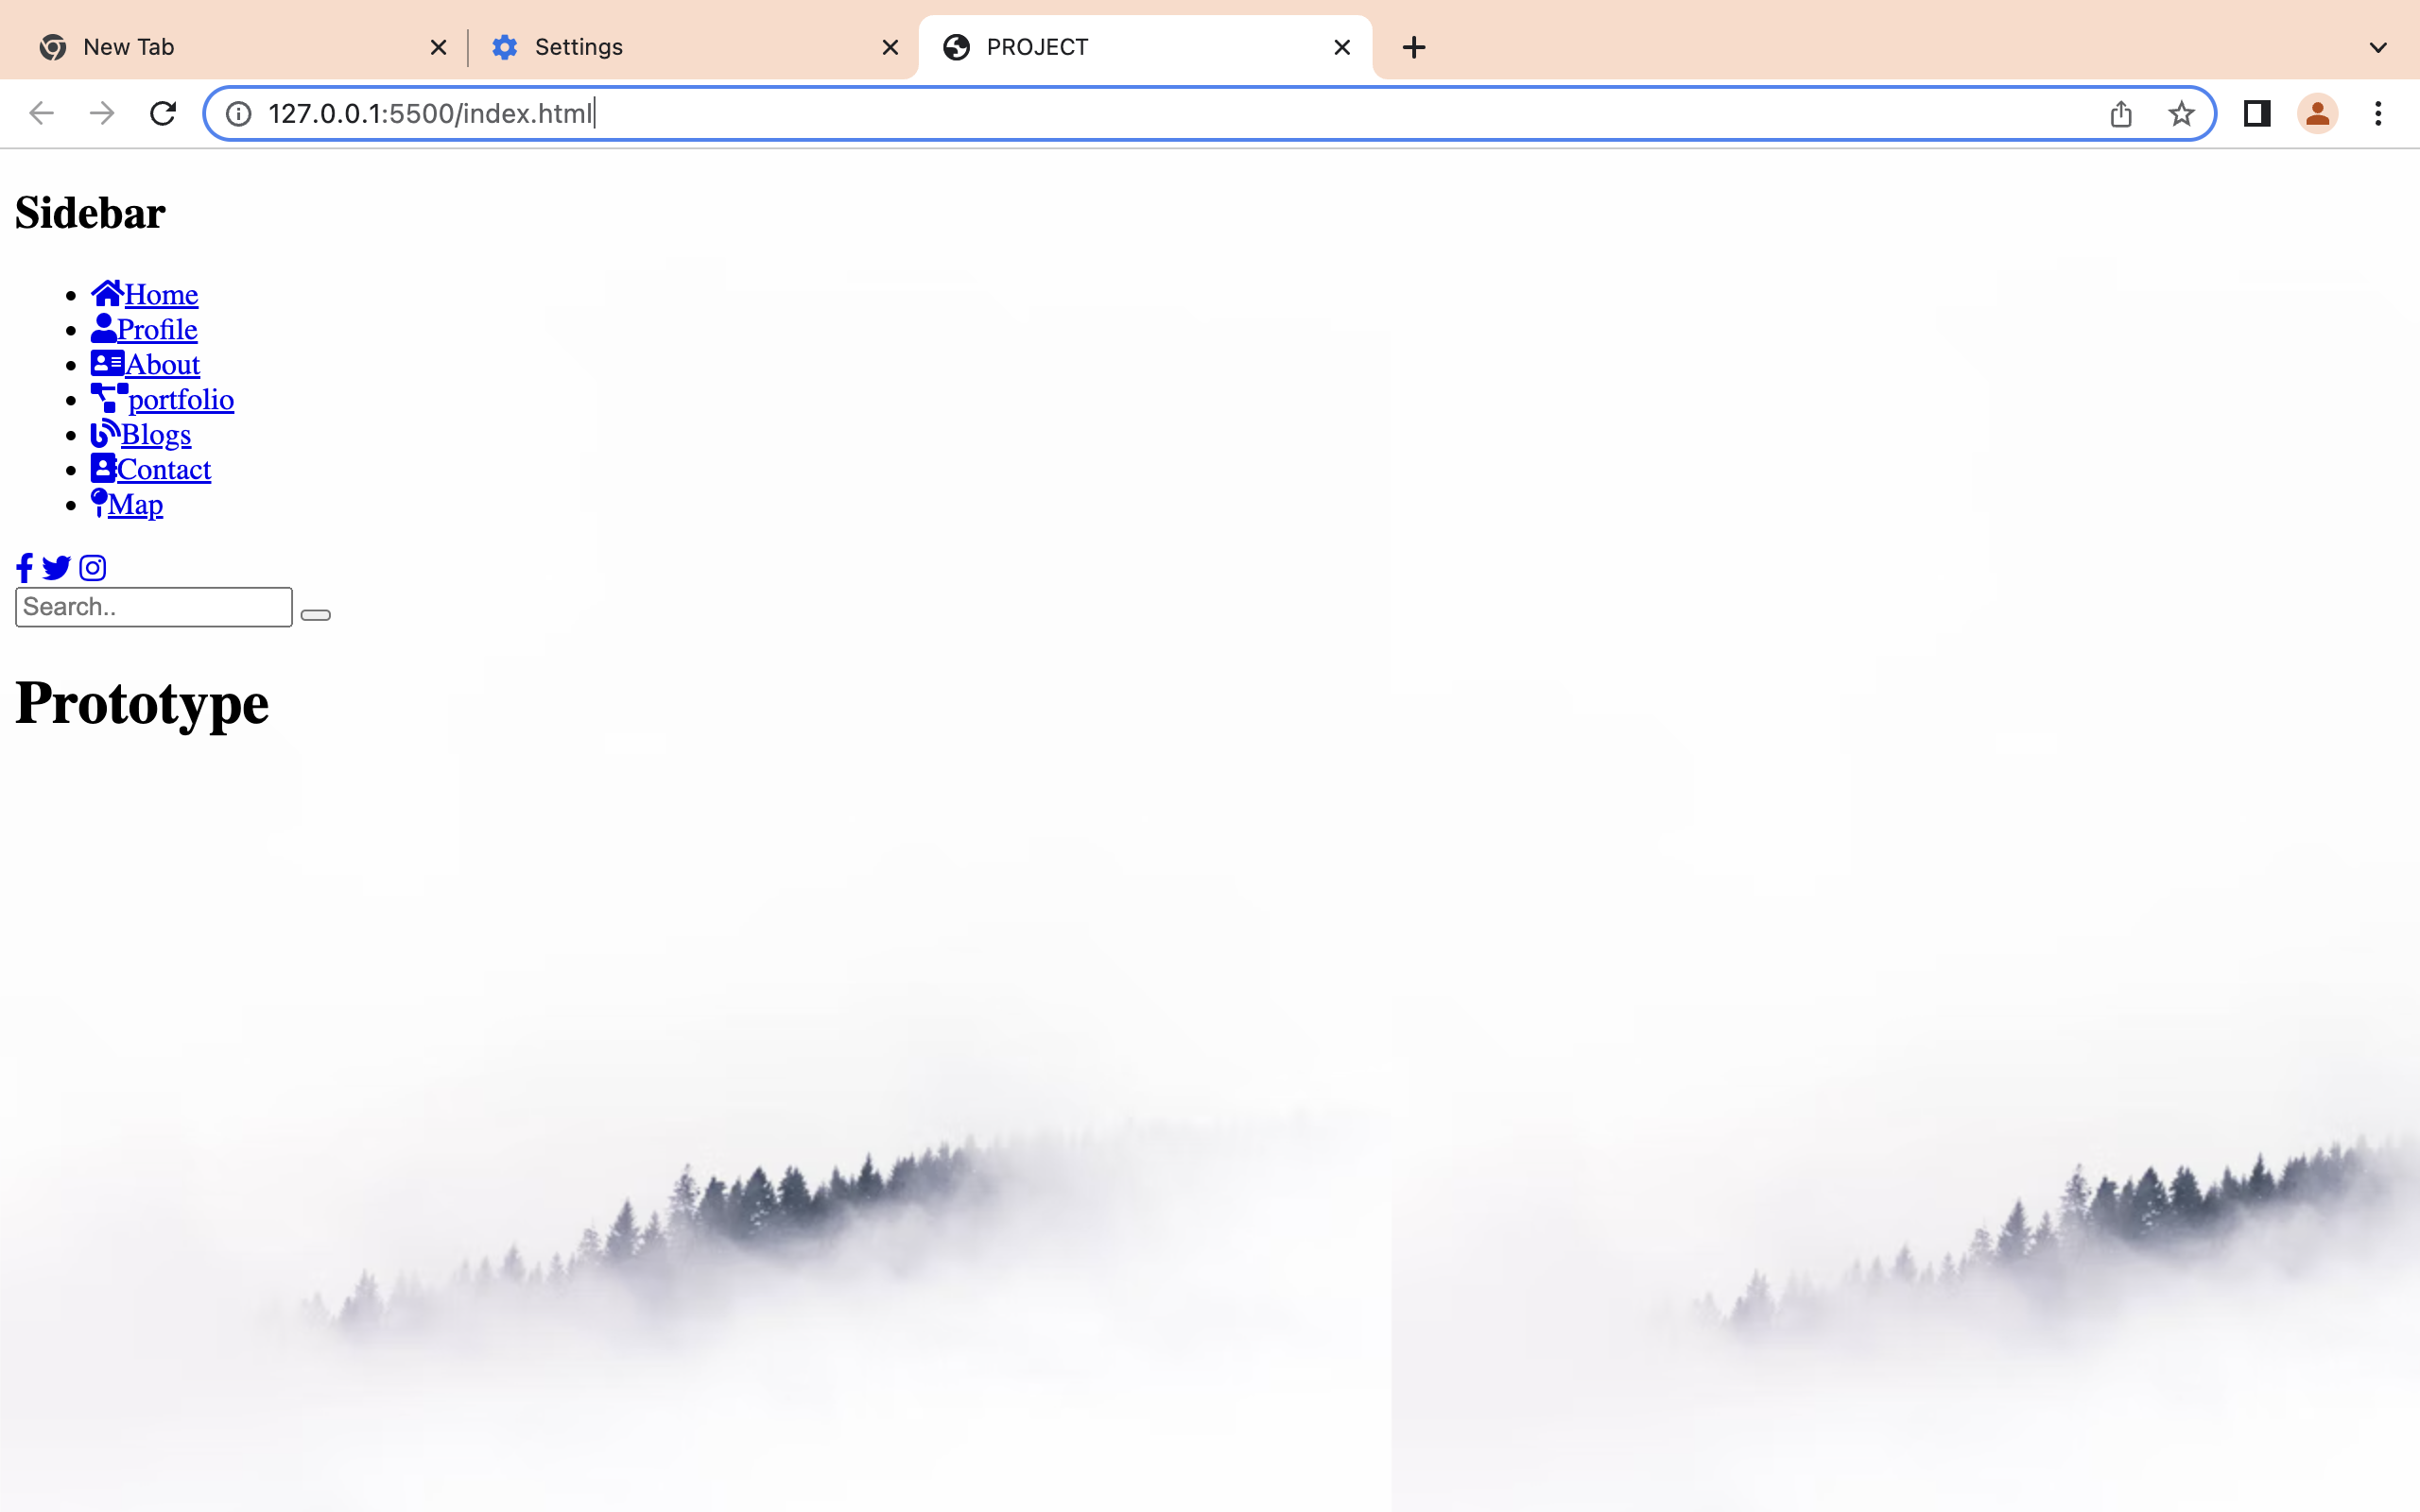 New Tab
Settings
PROJECT
127.0.0.1:5500/index.html
Sidebar
Home
Profile
About
portfolio
Blogs
Contact
Map
Search..
Prototype